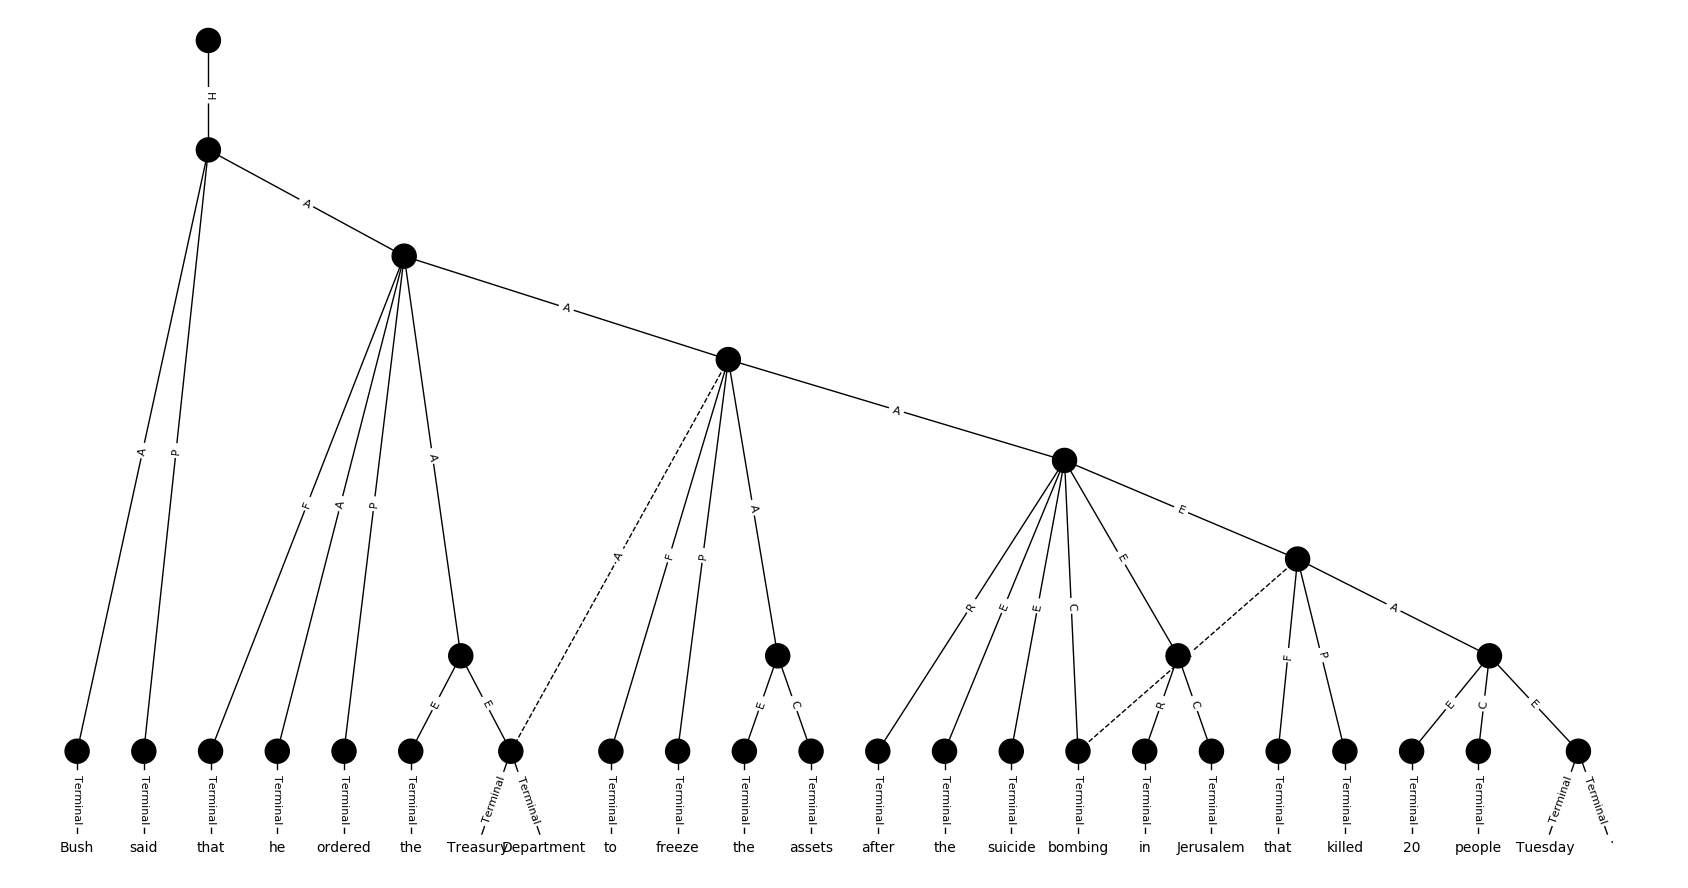 H
A
A
A
A
P
F
A
P
A
A
F
P
A
R
E
E
C
E
E
F
P
A
E
E
E
C
R
C
E
C
E
Terminal Terminal Terminal Terminal Terminal Terminal Terminal Terminal Terminal Terminal Terminal Terminal Terminal Terminal Terminal Terminal Terminal Terminal Terminal Terminal Terminal Terminal Terminal Terminal
Bush said that he ordered the Treasury Department to freeze the assets after the suicide bombing in Jerusalem that killed 20 people Tuesday .